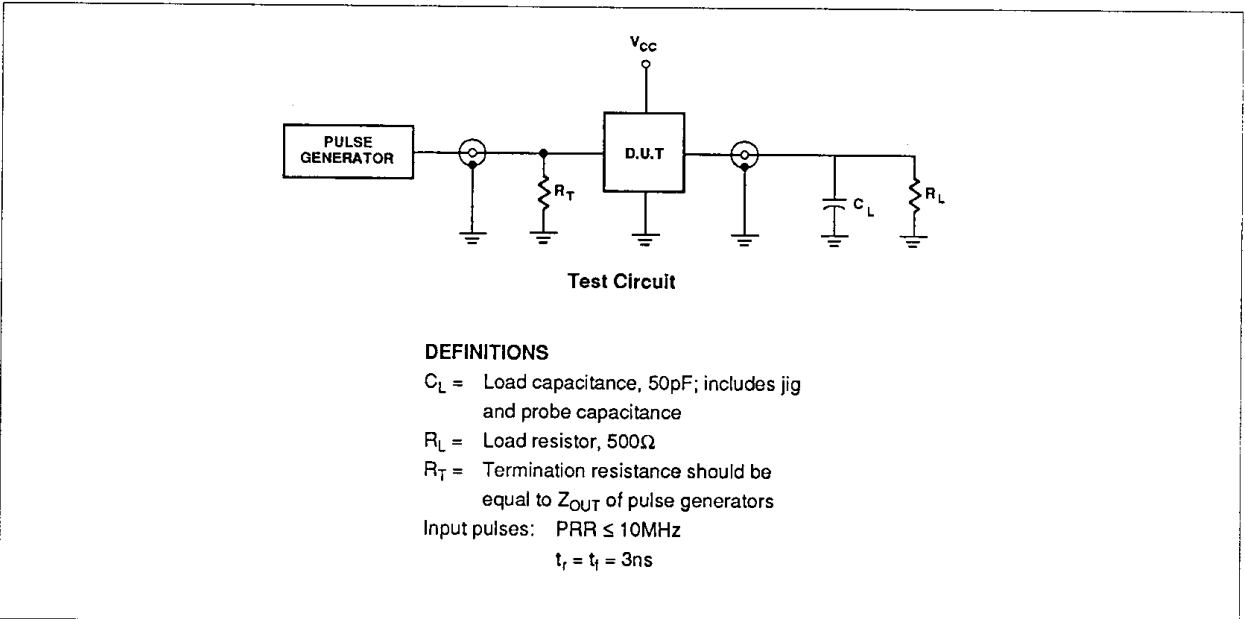 V_CC
PULSE
GENERATOR
D.U.T
R_T
C_L
R_L
Test Circuit
DEFINITIONS
C_L = Load capacitance, 50pF; includes jig
and probe capacitance
R_L = Load resistor, 500Ω
R_T = Termination resistance should be
equal to Z_OUT of pulse generators
Input pulses: PRR ≤ 10MHz
t_r = t_f = 3ns